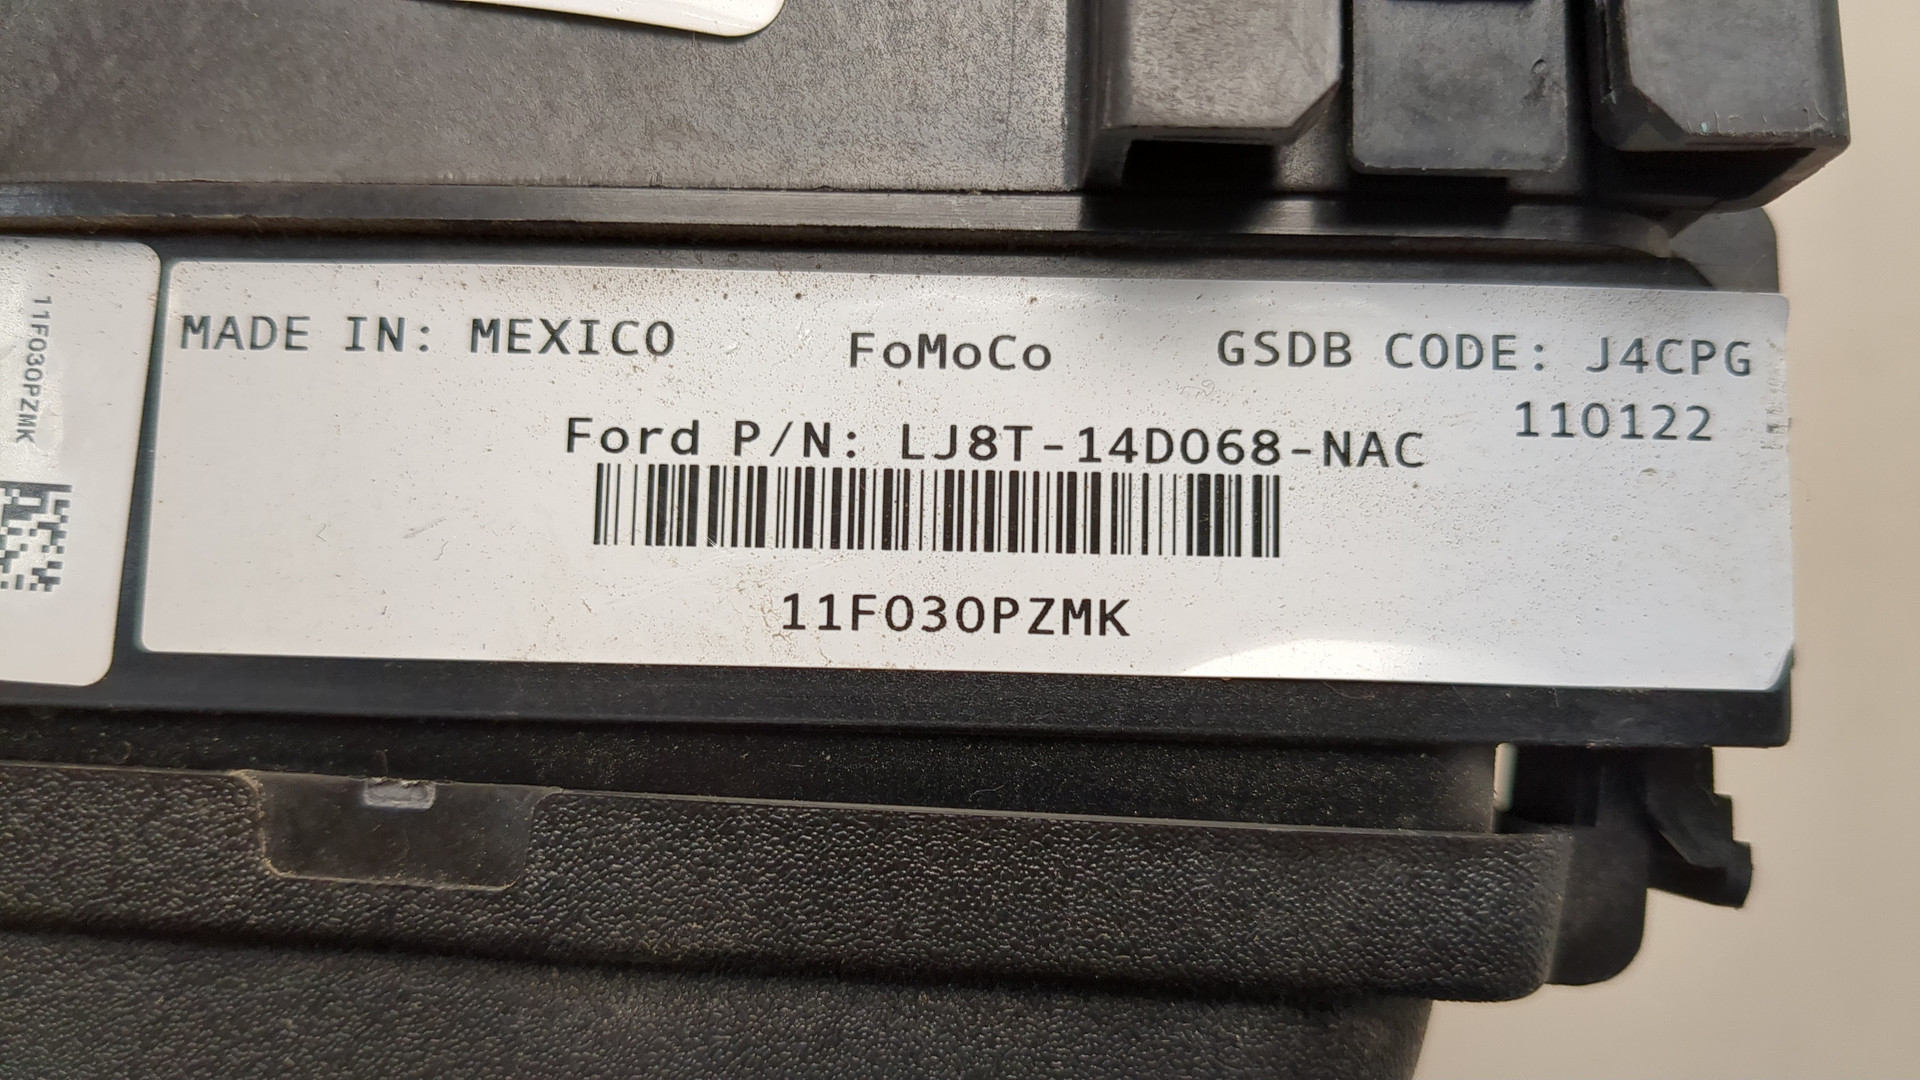 MADE IN: MEXICO FoMoCo GSDB CODE: J4CPG
110122
Ford P/N: LJ8T-14D068-NAC
11F030PZMK
11F030PZMK